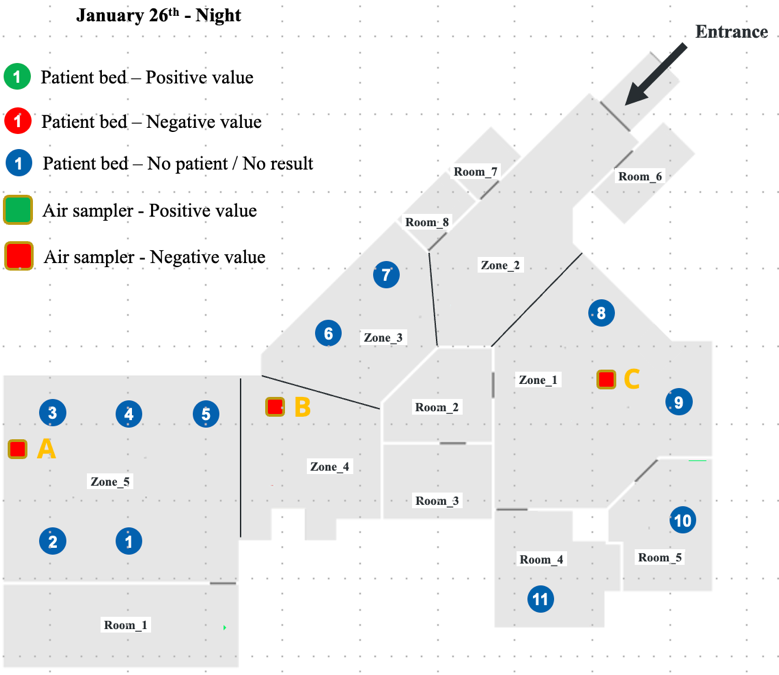 January 26th - Night
Entrance
1 Patient bed – Positive value
1 Patient bed – Negative value
1 Patient bed – No patient / No result
Air sampler - Positive value
Air sampler - Negative value
Room_7
Room_6
Room_8
Zone_2
7
8
6
Zone_3
Zone_1
C
B
Room_2
9
3
4
5
A
Zone_4
Zone_5
Room_3
2
1
10
Room_4
Room_5
11
Room_1